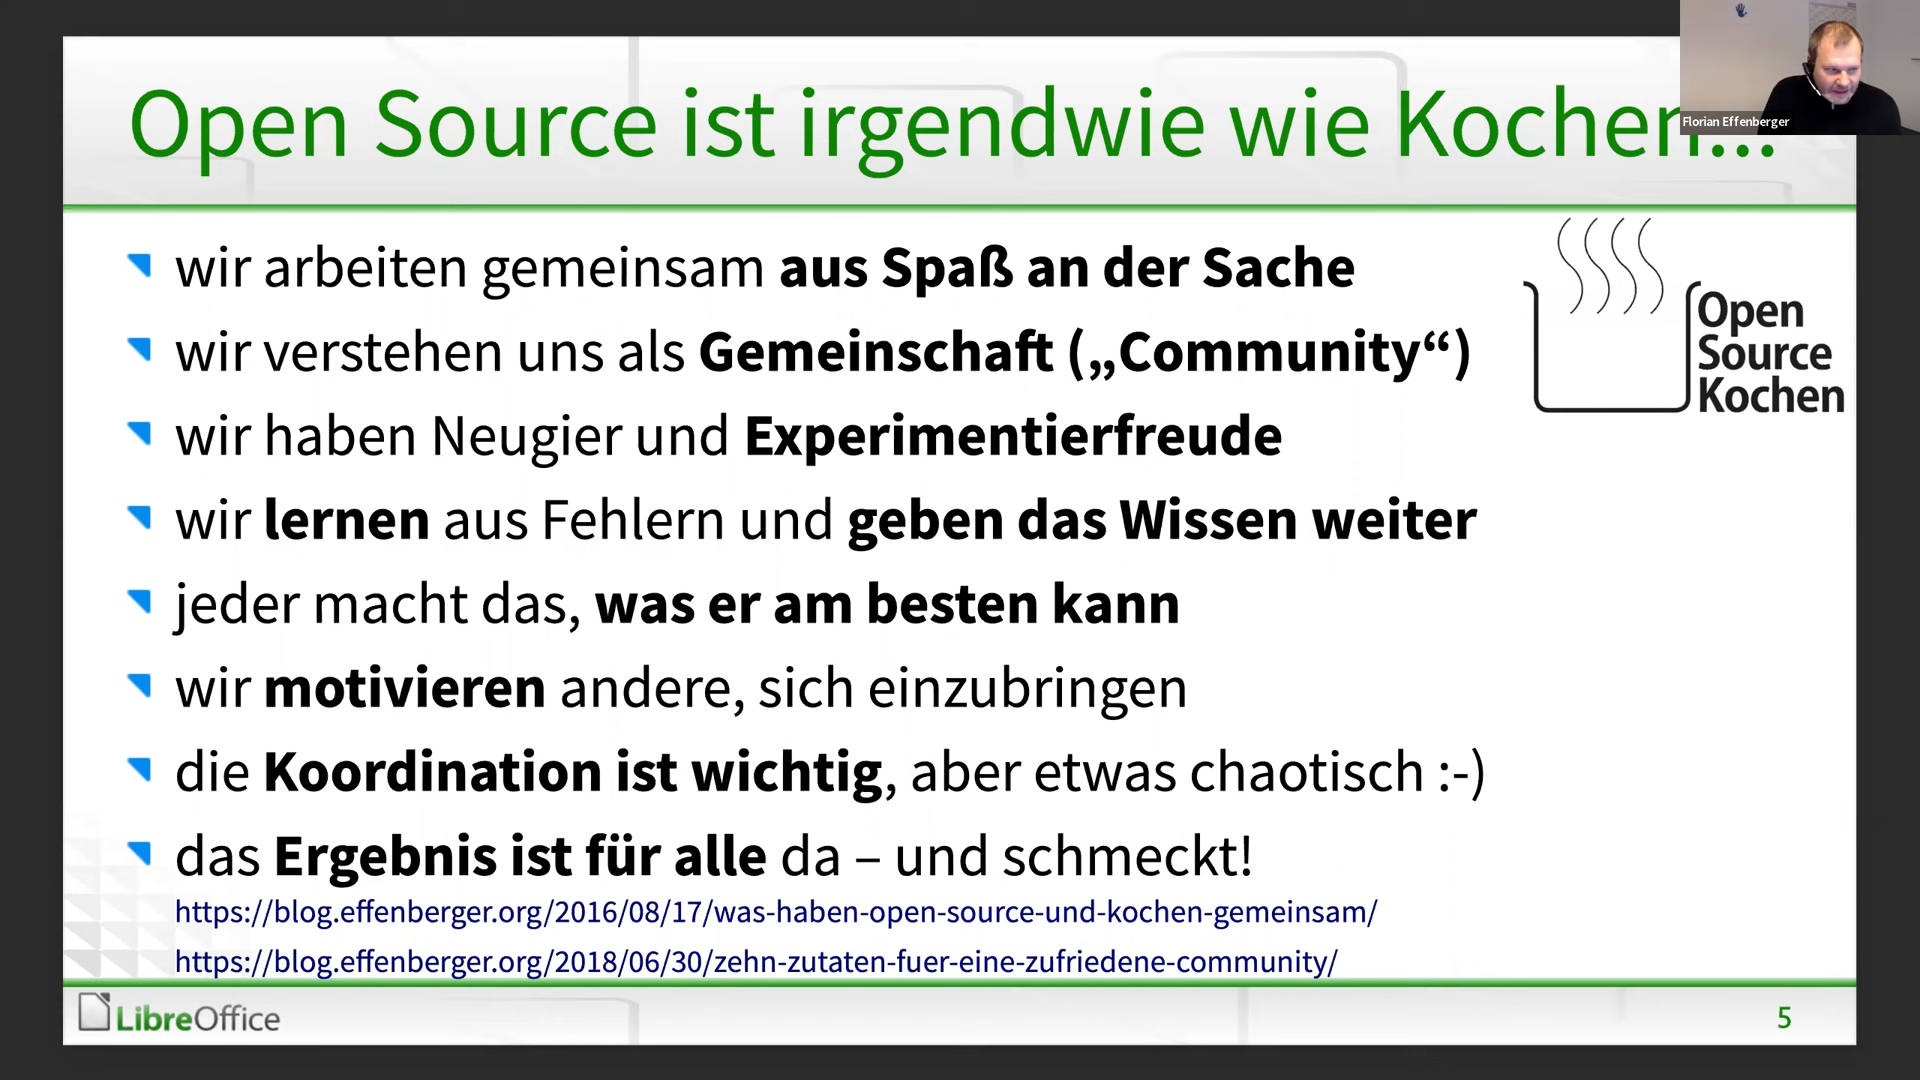 Open Source ist irgendwie wie Kochen...
Florian Effenberger
wir arbeiten gemeinsam aus Spaß an der Sache
wir verstehen uns als Gemeinschaft („Community“)
wir haben Neugier und Experimentierfreude
wir lernen aus Fehlern und geben das Wissen weiter
jeder macht das, was er am besten kann
wir motivieren andere, sich einzubringen
die Koordination ist wichtig, aber etwas chaotisch :-)
das Ergebnis ist für alle da – und schmeckt!
https://blog.effenberger.org/2016/08/17/was-haben-open-source-und-kochen-gemeinsam/
https://blog.effenberger.org/2018/06/30/zehn-zutaten-fuer-eine-zufriedene-community/
Open
Source
Kochen
LibreOffice
5